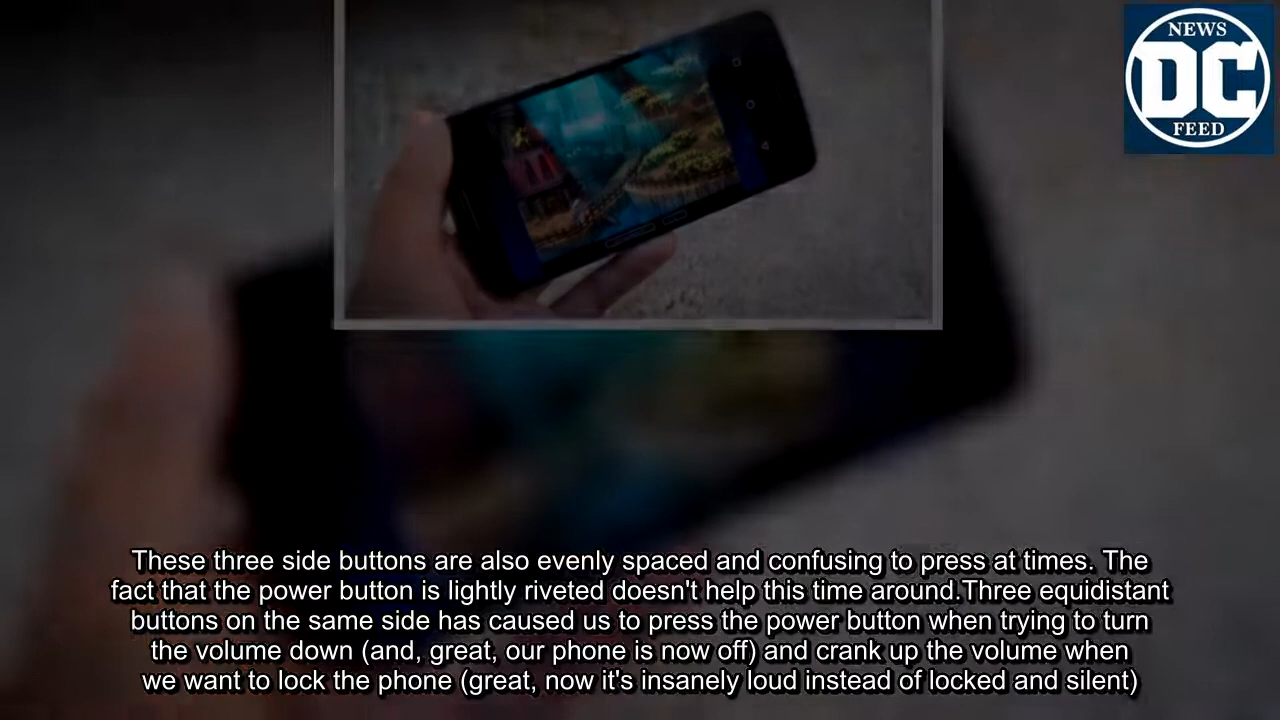 NEWS
DC
FEED
These three side buttons are also evenly spaced and confusing to press at times. The
fact that the power button is lightly riveted doesn't help this time around.Three equidistant
buttons on the same side has caused us to press the power button when trying to turn
the volume down (and, great, our phone is now off) and crank up the volume when
we want to lock the phone (great, now it's insanely loud instead of locked and silent)